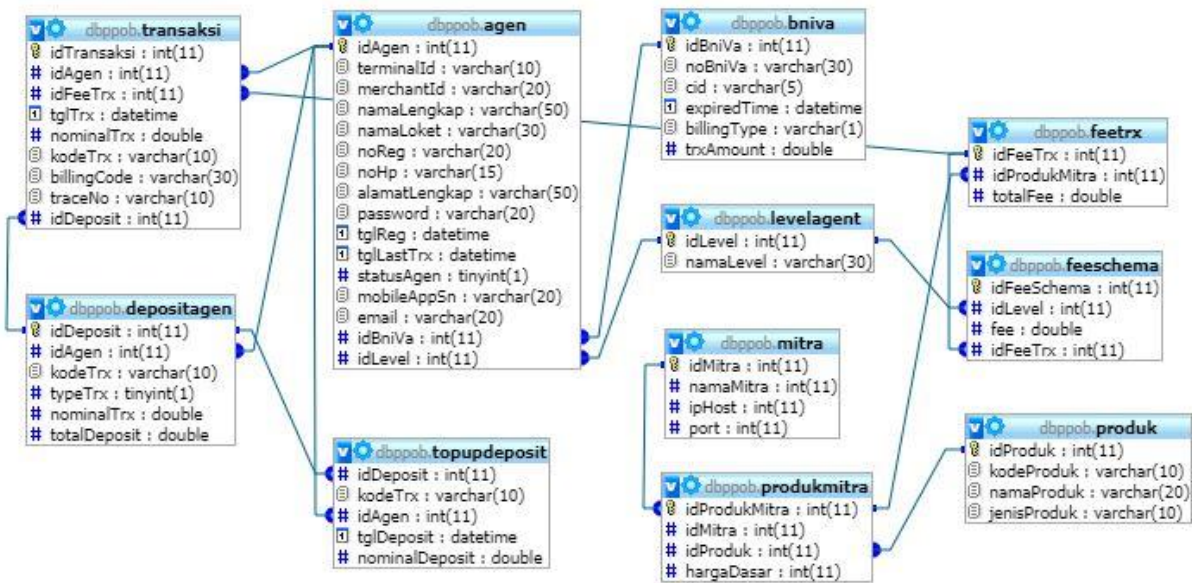 dbppob.transaksi
idTransaksi : int(11)
idAgen : int(11)
idFeeTrx : int(11)
tglTrx : datetime
nominalTrx : double
kodeTrx : varchar(10)
billingCode : varchar(30)
traceNo : varchar(10)
idDeposit : int(11)
dbppob.agen
idAgen : int(11)
terminalId : varchar(10)
merchantId : varchar(20)
namaLengkap : varchar(50)
namaLoket : varchar(30)
noReg : varchar(20)
noHp : varchar(15)
alamatLengkap : varchar(50)
password : varchar(20)
tglReg : datetime
tglLastTrx : datetime
statusAgen : tinyint(1)
mobileAppSn : varchar(20)
email : varchar(20)
idBniVa : int(11)
idLevel : int(11)
dbppob.bniva
idBniVa : int(11)
noBniVa : varchar(30)
cid : varchar(5)
expiredTime : datetime
billingType : varchar(1)
trxAmount : double
dbppob.feetrx
idFeeTrx : int(11)
idProdukMitra : int(11)
totalFee : double
dbppob.levelagent
idLevel : int(11)
namaLevel : varchar(30)
dbppob.feeschema
idFeeSchema : int(11)
idLevel : int(11)
fee : double
idFeeTrx : int(11)
dbppob.depositagen
idDeposit : int(11)
idAgen : int(11)
kodeTrx : varchar(10)
typeTrx : tinyint(1)
nominalTrx : double
totalDeposit : double
dbppob.mitra
idMitra : int(11)
namaMitra : int(11)
ipHost : int(11)
port : int(11)
dbppob.topupdeposit
idDeposit : int(11)
kodeTrx : varchar(10)
idAgen : int(11)
tglDeposit : datetime
nominalDeposit : double
dbppob.produkmitra
idProdukMitra : int(11)
idMitra : int(11)
idProduk : int(11)
hargaDasar : int(11)
dbppob.produk
idProduk : int(11)
kodeProduk : varchar(10)
namaProduk : varchar(20)
jenisProduk : varchar(10)